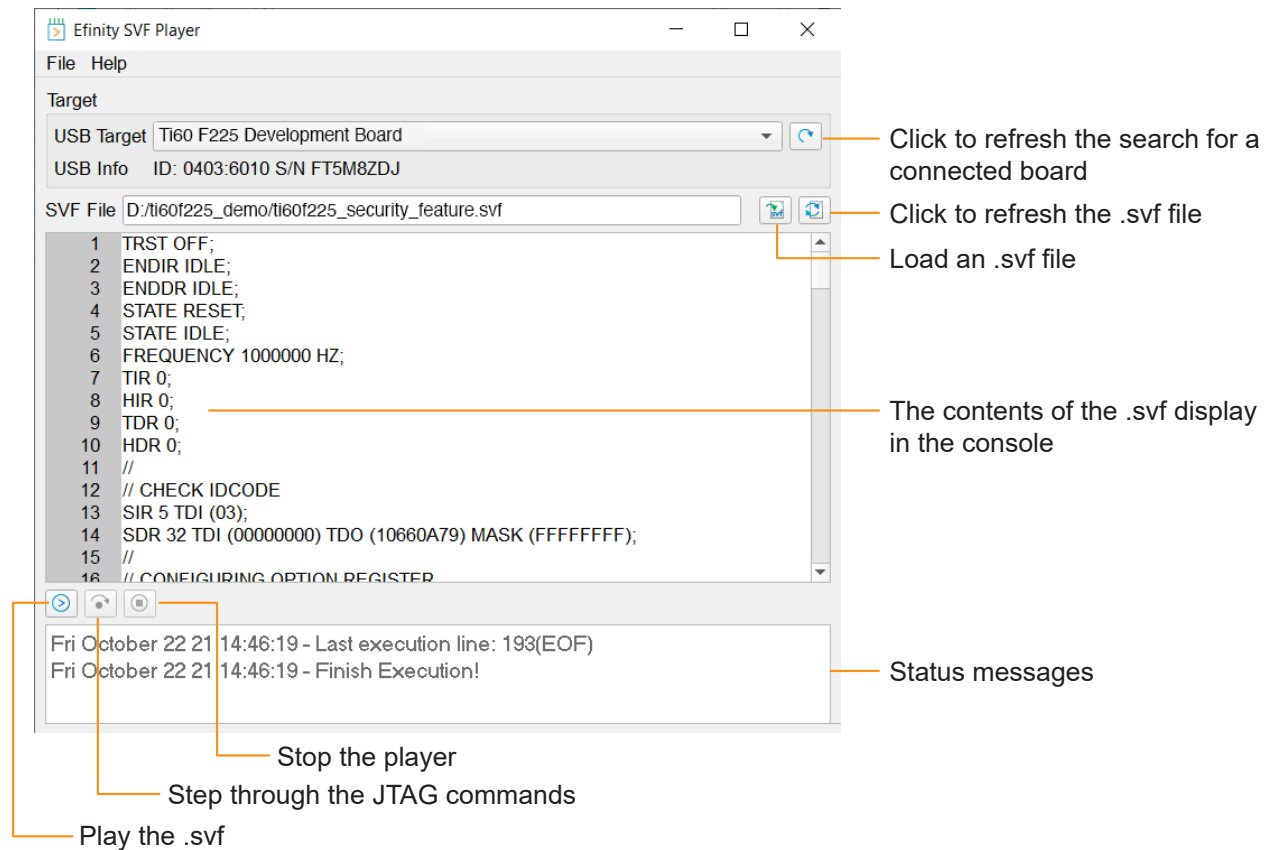 Efinity SVF Player
File Help
Target
USB Target Ti60 F225 Development Board
USB Info ID: 0403:6010 S/N FT5M8ZDJ
Click to refresh the search for a
connected board
SVF File D:/ti60f225_demo/ti60f225_security_feature.svf
svf
Click to refresh the .svf file
Load an .svf file
1 TRST OFF;
2 ENDIR IDLE;
3 ENDDR IDLE;
4 STATE RESET;
5 STATE IDLE;
6 FREQUENCY 1000000 HZ;
7 TIR 0;
8 HIR 0;
9 TDR 0;
10 HDR 0;
11 //
12 // CHECK IDCODE
13 SIR 5 TDI (03);
14 SDR 32 TDI (00000000) TDO (10660A79) MASK (FFFFFFFF);
15 //
16 // CONFIGURING OPTION REGISTER
The contents of the .svf display
in the console
Fri October 22 21 14:46:19 - Last execution line: 193(EOF)
Fri October 22 21 14:46:19 - Finish Execution!
Status messages
Stop the player
Step through the JTAG commands
Play the .svf